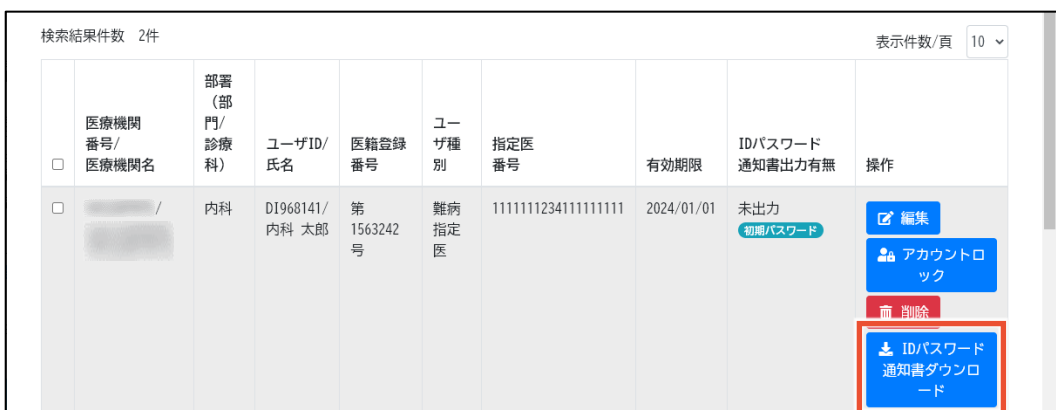 検索結果件数 2件
表示件数/頁 10
医療機関
番号/
医療機関名
部署
(部
門/
診療
科)
ユーザID/
氏名
医籍登録
番号
ユー
ザ種
別
指定医
番号
有効期限
IDパスワード
通知書出力有無
操作
/
内科
DI968141/
内科 太郎
第
1563242
号
難病
指定
医
1111111234111111111
2024/01/01
未出力
初期パスワード
編集
アカウントロ
ック
削除
IDパスワード
通知書ダウンロ
ード